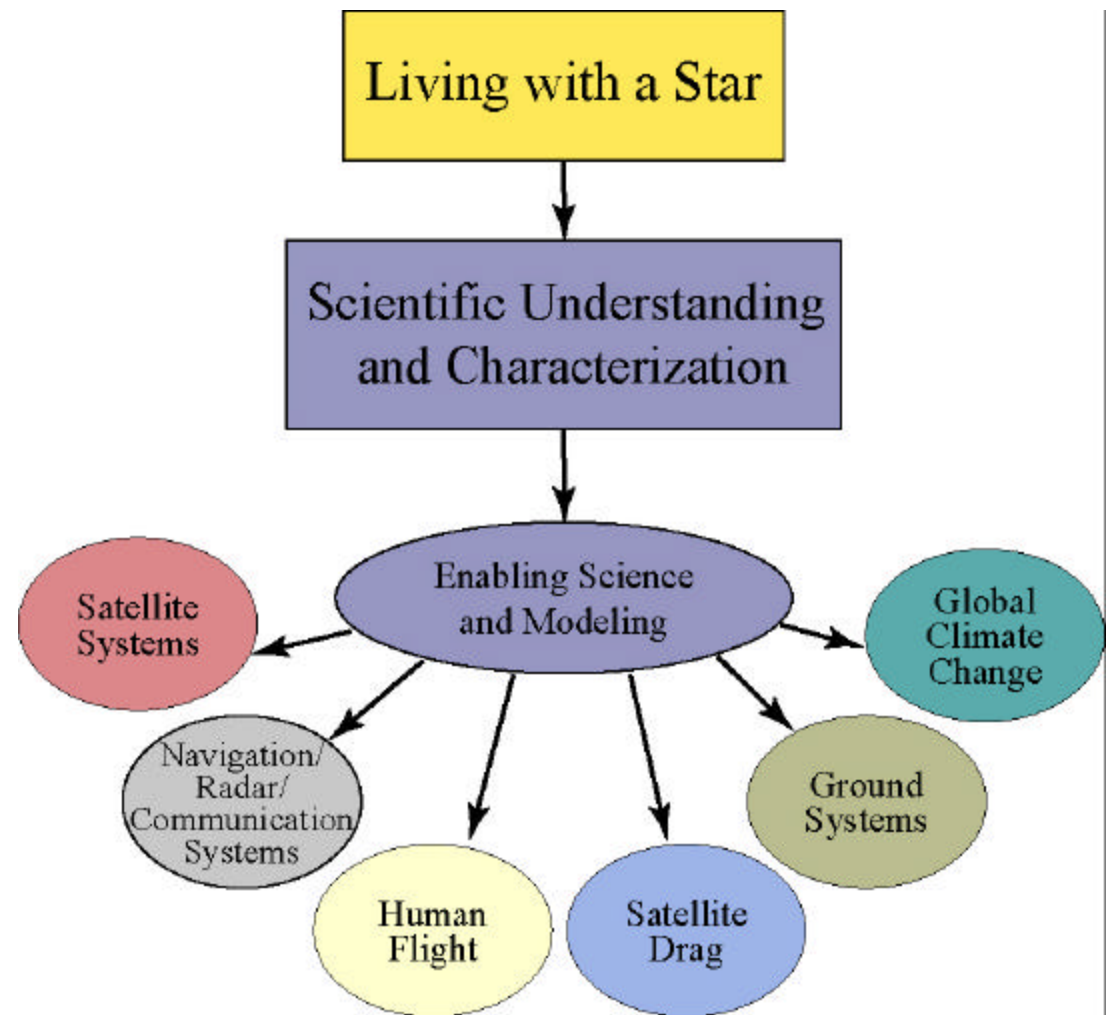 Living with a Star
Scientific Understanding
and Characterization
Enabling Science
and Modeling
Satellite
Systems
Global
Climate
Change
Navigation/
Radar/
Communication
Systems
Ground
Systems
Human
Flight
Satellite
Drag